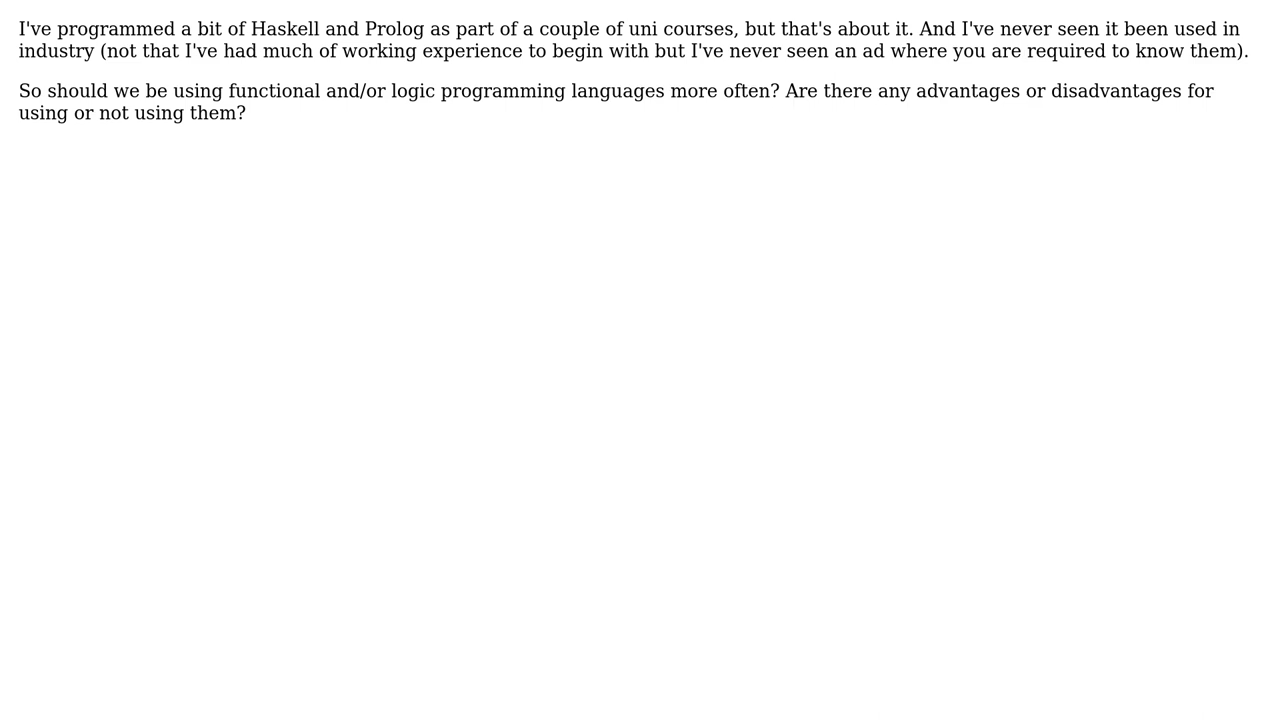 I've programmed a bit of Haskell and Prolog as part of a couple of uni courses, but that's about it. And I've never seen it been used in
industry (not that I've had much of working experience to begin with but I've never seen an ad where you are required to know them).
So should we be using functional and/or logic programming languages more often? Are there any advantages or disadvantages for
using or not using them?